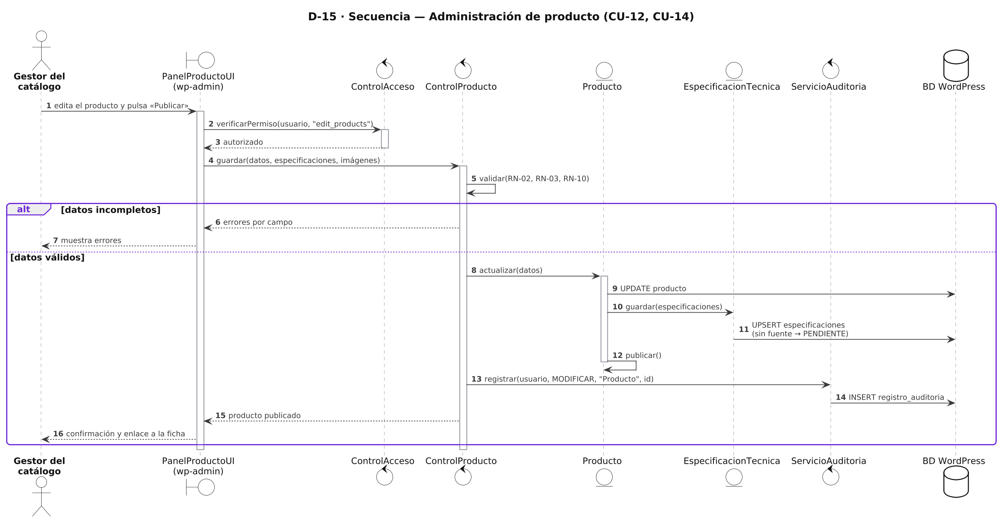 D-15 · Secuencia — Administración de producto (CU-12, CU-14)
Gestor del
catálogo
PanelProductoUI
(wp-admin)
ControlAcceso
ControlProducto
Producto
EspecificacionTecnica
ServicioAuditoria
BD WordPress
1 edita el producto y pulsa «Publicar»
2 verificarPermiso(usuario, "edit_products")
3 autorizado
4 guardar(datos, especificaciones, imágenes)
5 validar(RN-02, RN-03, RN-10)
alt [datos incompletos]
6 errores por campo
7 muestra errores
[datos válidos]
8 actualizar(datos)
9 UPDATE producto
10 guardar(especificaciones)
11 UPSERT especificaciones
(sin fuente → PENDIENTE)
12 publicar()
13 registrar(usuario, MODIFICAR, "Producto", id)
14 INSERT registro_auditoria
15 producto publicado
16 confirmación y enlace a la ficha
Gestor del
catálogo
PanelProductoUI
(wp-admin)
ControlAcceso
ControlProducto
Producto
EspecificacionTecnica
ServicioAuditoria
BD WordPress